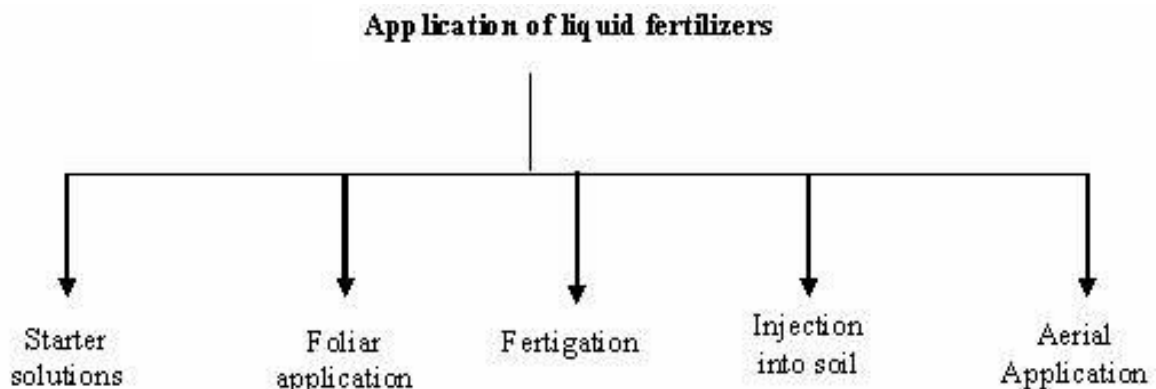 Application of liquid fertilizers
Starter
solutions
Foliar
application
Fertigation
Injection
into soil
Aerial
Application